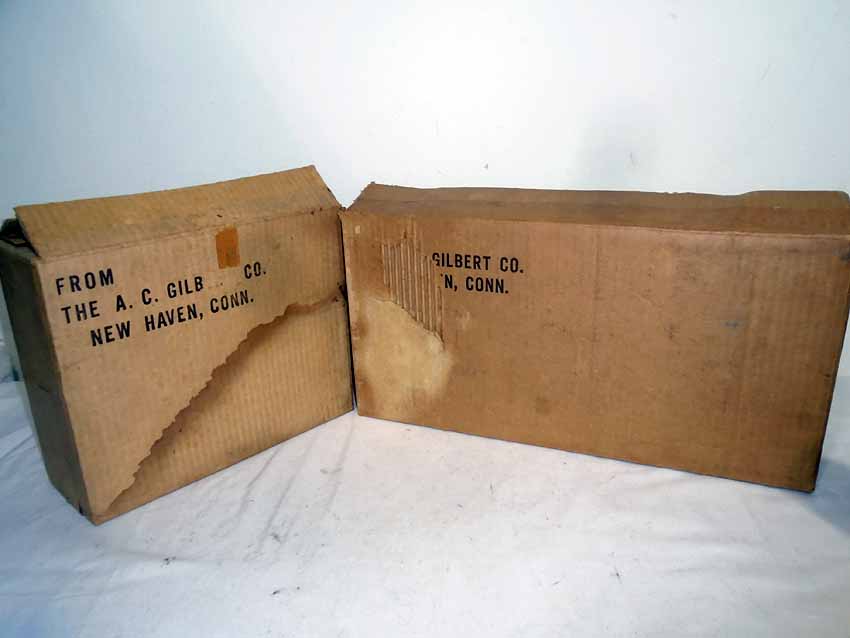 FROM
THE A. C. GILB CO.
NEW HAVEN, CONN.
GILBERT CO.
N, CONN.